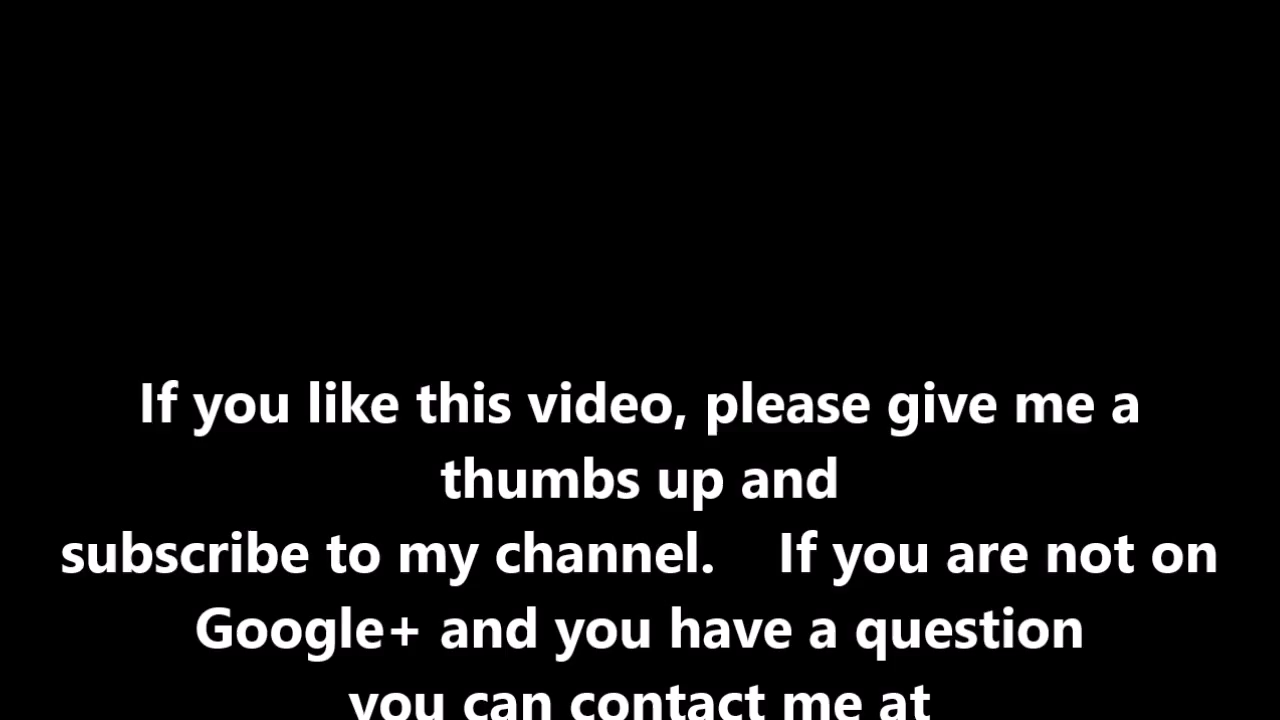 If you like this video, please give me a
thumbs up and
subscribe to my channel.    If you are not on
Google+ and you have a question
you can contact me at